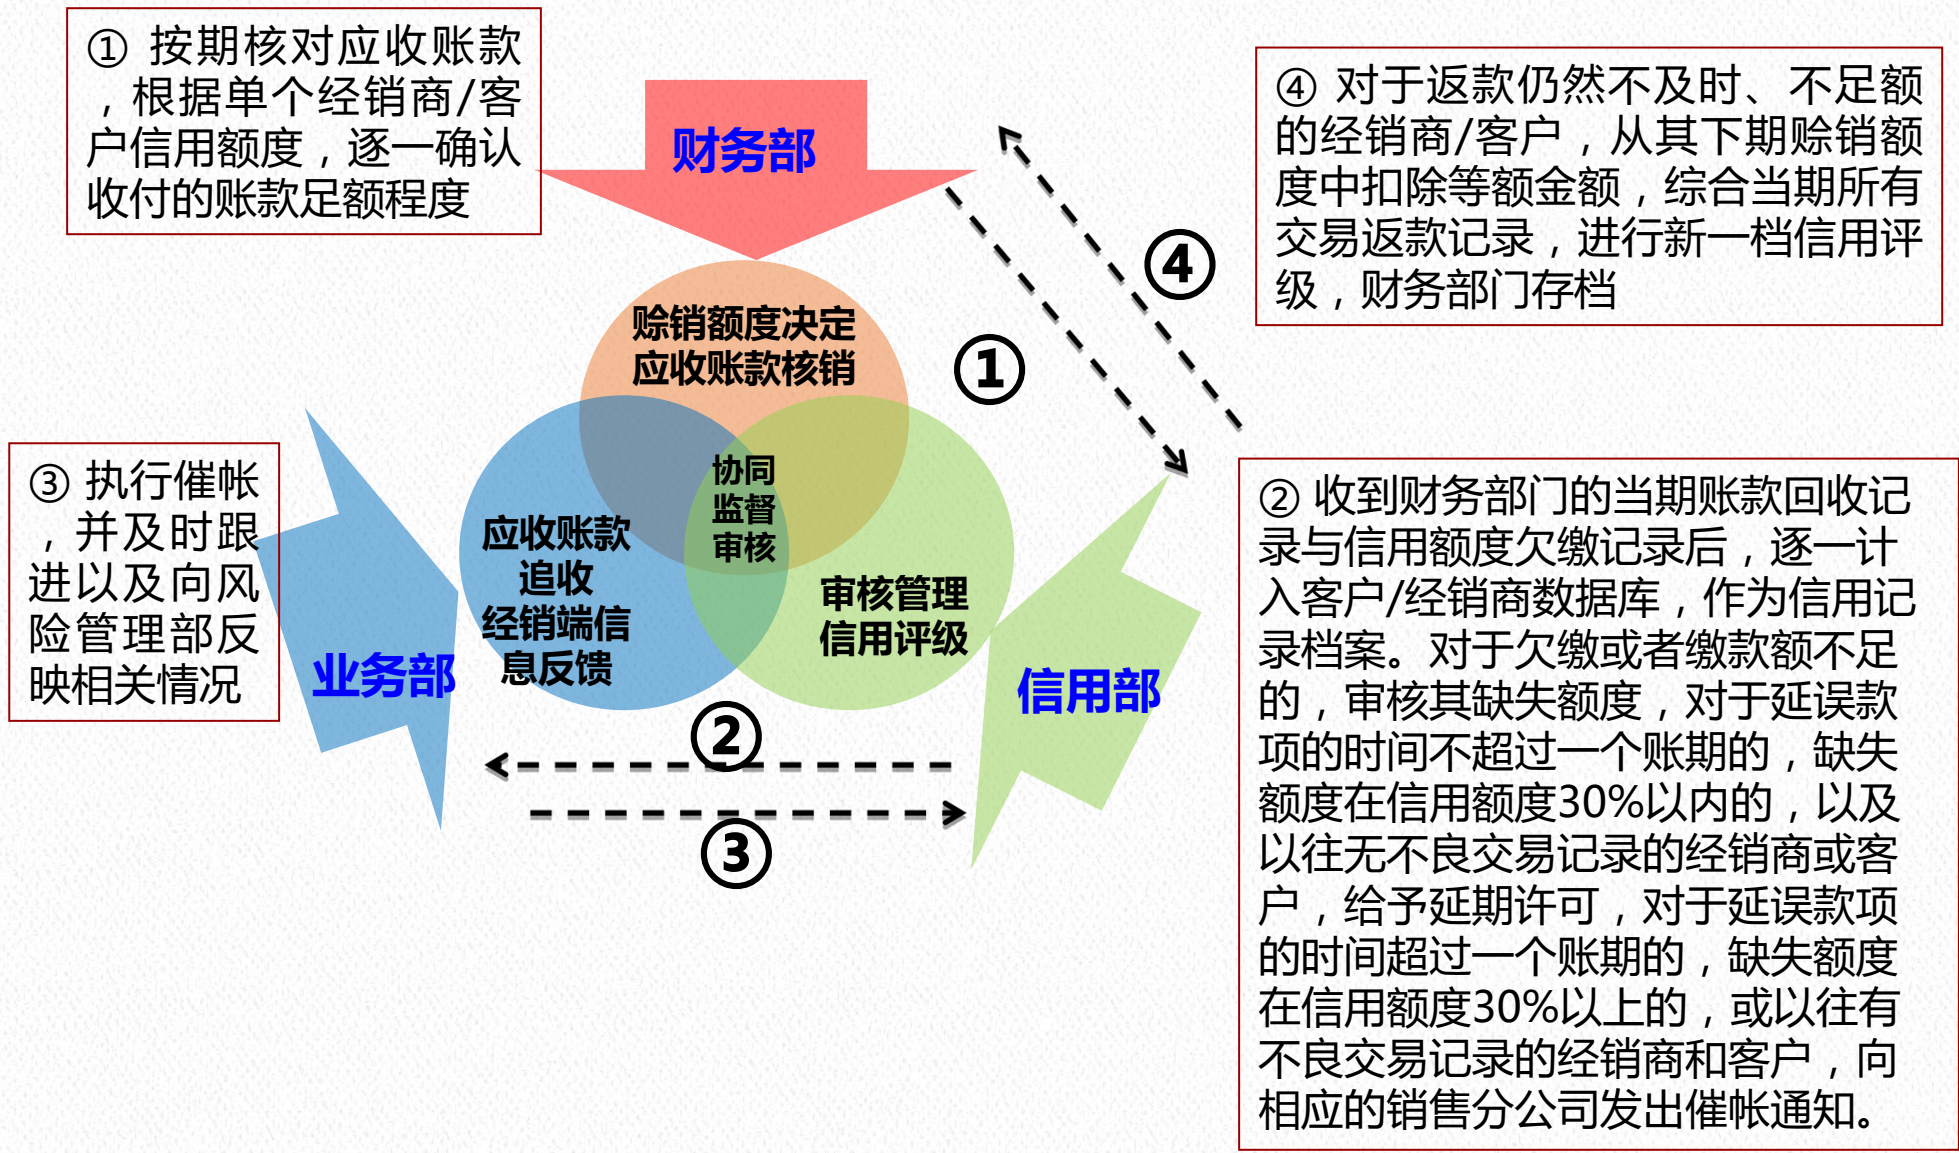 ① 按期核对应收账款
，根据单个经销商/客
户信用额度，逐一确认
收付的账款足额程度
财务部
④ 对于返款仍然不及时、不足额
的经销商/客户，从其下期赊销额
度中扣除等额金额，综合当期所有
交易返款记录，进行新一档信用评
级，财务部门存档
④
①
赊销额度决定
应收账款核销
③ 执行催帐
，并及时跟
进以及向风
险管理部反
映相关情况
业务部
应收账款
追收
经销端信
息反馈
协同
监督
审核
审核管理
信用评级
信用部
②
③
② 收到财务部门的当期账款回收记
录与信用额度欠缴记录后，逐一计
入客户/经销商数据库，作为信用记
录档案。对于欠缴或者缴款额不足
的，审核其缺失额度，对于延误款
项的时间不超过一个账期的，缺失
额度在信用额度30%以内的，以及
以往无不良交易记录的经销商或客
户，给予延期许可，对于延误款项
的时间超过一个账期的，缺失额度
在信用额度30%以上的，或以往有
不良交易记录的经销商和客户，向
相应的销售分公司发出催帐通知。